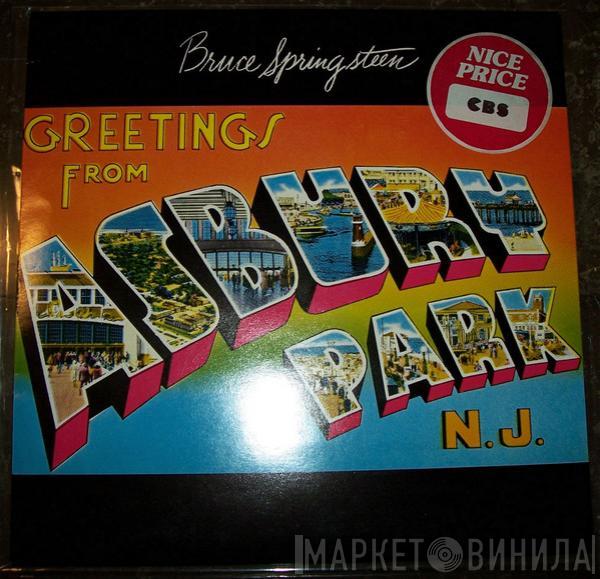 Bruce Springsteen
NICE
PRICE
CBS
GREETINGS
FROM
ASBURY
PARK
N.J.
МАРКЕТ ВИНИЛА